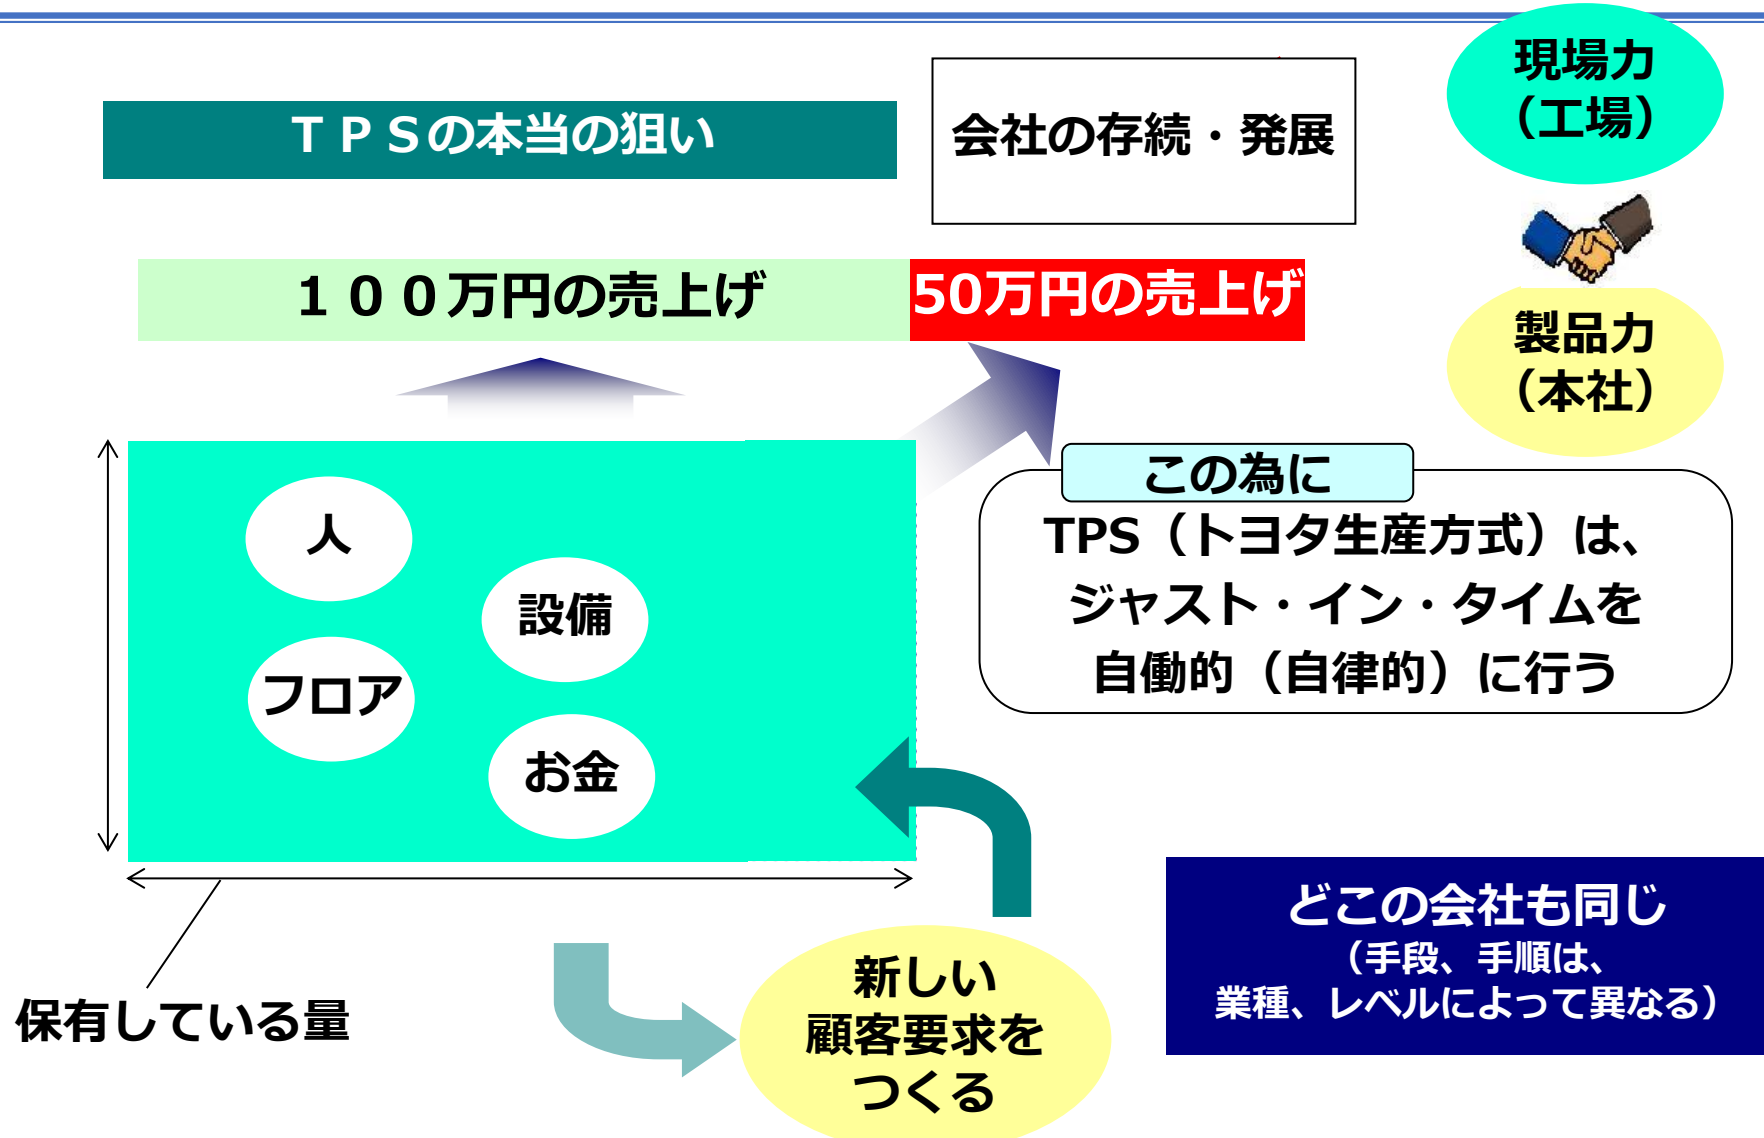 TPSの本当の狙い
会社の存続・発展
現場力
（工場）
100万円の売上げ
50万円の売上げ
製品力
（本社）
この為に
TPS（トヨタ生産方式）は、
ジャスト・イン・タイムを
自働的（自律的）に行う
人
設備
フロア
お金
保有している量
新しい
顧客要求を
つくる
どこの会社も同じ
（手段、手順は、
業種、レベルによって異なる）